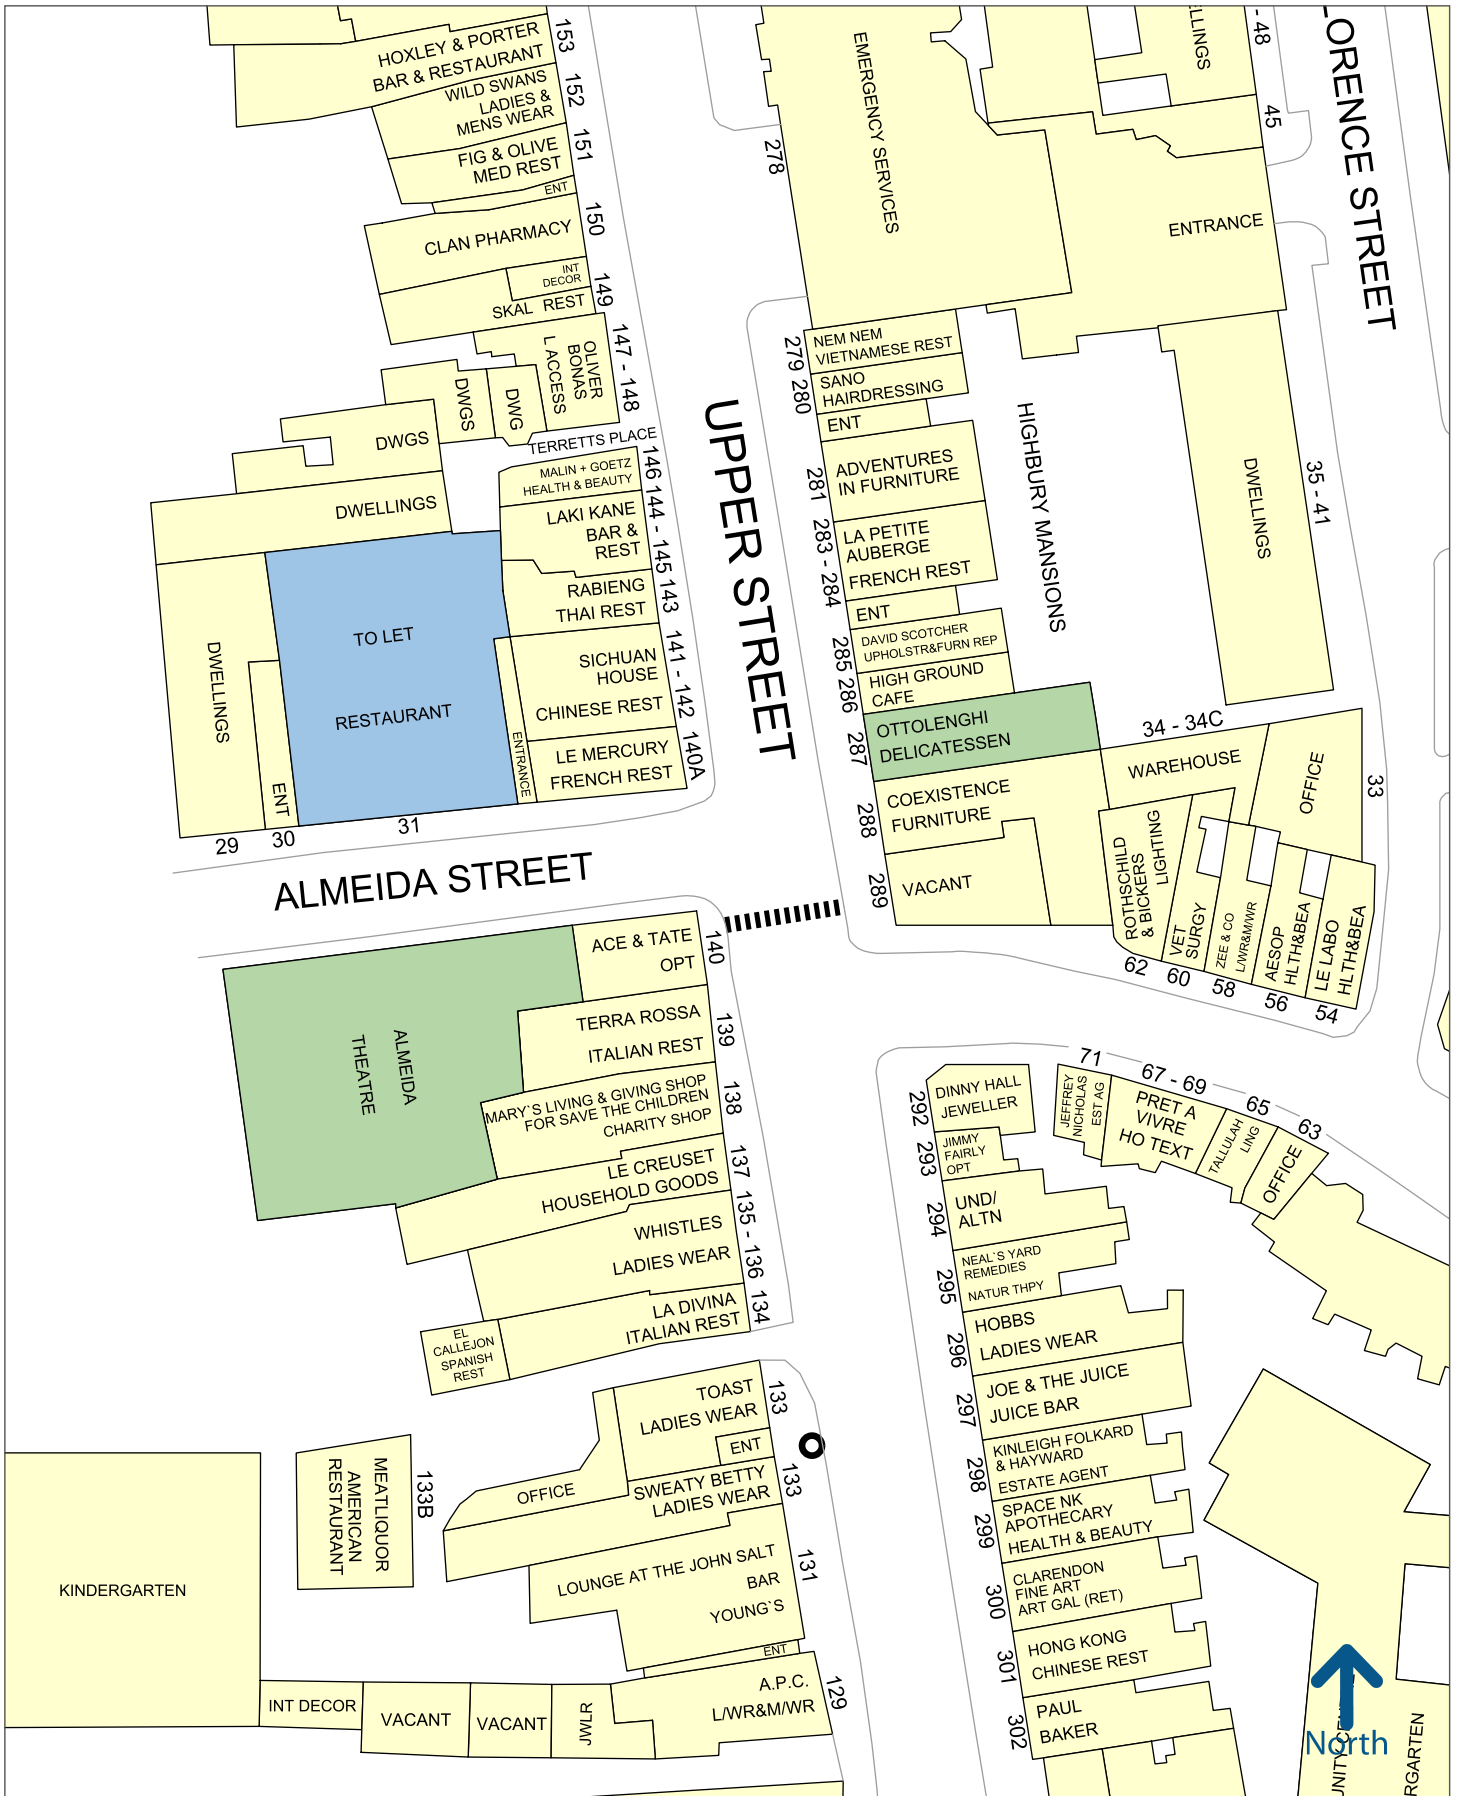 HOXLEY & PORTER
BAR & RESTAURANT
153
WILD SWANS
LADIES &
MENS WEAR
152
FIG & OLIVE
MED REST
151
ENT
CLAN PHARMACY
150
INT
DECOR
149
SKAL REST
OLIVER
BONAS
L ACCESS
147 - 148
DWGS
DWG
DWGS
TERRETTS PLACE
MALIN + GOETZ
HEALTH & BEAUTY
146
DWELLINGS
LAKI KANE
BAR &
REST
144 - 145
RABIENG
THAI REST
143
TO LET
RESTAURANT
DWELLINGS
ENT
SICHUAN
HOUSE
CHINESE REST
141 - 142
ENTRANCE
LE MERCURY
FRENCH REST
140A
29
30
31
ALMEIDA STREET
UPPER STREET
EMERGENCY SERVICES
278
ELLINGS
- 48
45
LORENCE STREET
ENTRANCE
279
NEM NEM
VIETNAMESE REST
280
SANO
HAIRDRESSING
ENT
281
ADVENTURES
IN FURNITURE
283 - 284
LA PETITE
AUBERGE
FRENCH REST
ENT
285
DAVID SCOTCHER
UPHOLSTR&FURN REP
286
HIGH GROUND
CAFE
287
OTTOLENGHI
DELICATESSEN
288
COEXISTENCE
FURNITURE
289
VACANT
HIGHBURY MANSIONS
DWELLINGS
35 - 41
34 - 34C
WAREHOUSE
OFFICE
33
ROTHSCHILD
& BICKERS
LIGHTING
VET
SURGY
ZEE & CO
L/WR&M/WR
AESOP
HLTH&BEA
LE LABO
HLTH&BEA
62
60
58
56
54
ACE & TATE
OPT
140
ALMEIDA
THEATRE
TERRA ROSSA
ITALIAN REST
139
MARY`S LIVING & GIVING SHOP
FOR SAVE THE CHILDREN
CHARITY SHOP
138
LE CREUSET
HOUSEHOLD GOODS
137
WHISTLES
LADIES WEAR
135 - 136
LA DIVINA
ITALIAN REST
134
EL
CALLEJON
SPANISH
REST
TOAST
LADIES WEAR
133
ENT
OFFICE
SWEATY BETTY
LADIES WEAR
133
MEATLIQUOR
AMERICAN
RESTAURANT
133B
LOUNGE AT THE JOHN SALT
BAR
YOUNG`S
131
ENT
KINDERGARTEN
INT DECOR
VACANT
VACANT
JWLR
A.P.C.
L/WR&M/WR
129
292
DINNY HALL
JEWELLER
293
JIMMY
FAIRLY
OPT
294
UND/
ALTN
295
NEAL`S YARD
REMEDIES
NATUR THPY
296
HOBBS
LADIES WEAR
297
JOE & THE JUICE
JUICE BAR
298
KINLEIGH FOLKARD
& HAYWARD
ESTATE AGENT
299
SPACE NK
APOTHECARY
HEALTH & BEAUTY
300
CLARENDON
FINE ART
ART GAL (RET)
301
HONG KONG
CHINESE REST
302
PAUL
BAKER
71
67 - 69
65
63
JEFFREY
NICHOLAS
EST AG
PRET A
VIVRE
HO TEXT
TALLULAH
LING
OFFICE
North
RGARTEN